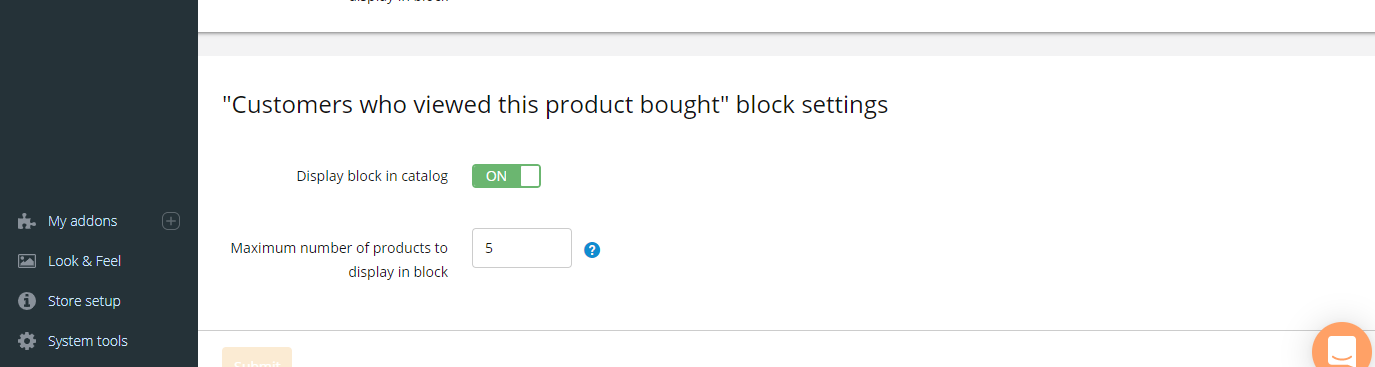 display in block
"Customers who viewed this product bought" block settings
Display block in catalog
ON
Maximum number of products to
display in block
5
?
My addons
Look & Feel
Store setup
System tools
Submit